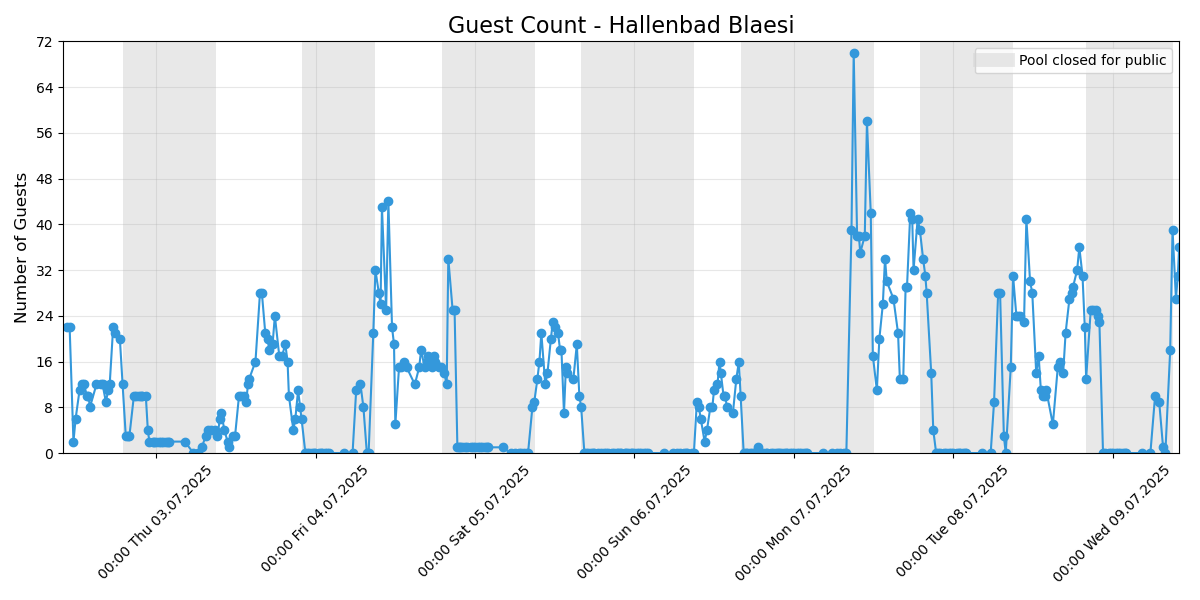 Guest Count - Hallenbad Blaesi
Number of Guests
72
64
56
48
40
32
24
16
8
0
Pool closed for public
00:00 Thu 03.07.2025
00:00 Fri 04.07.2025
00:00 Sat 05.07.2025
00:00 Sun 06.07.2025
00:00 Mon 07.07.2025
00:00 Tue 08.07.2025
00:00 Wed 09.07.2025